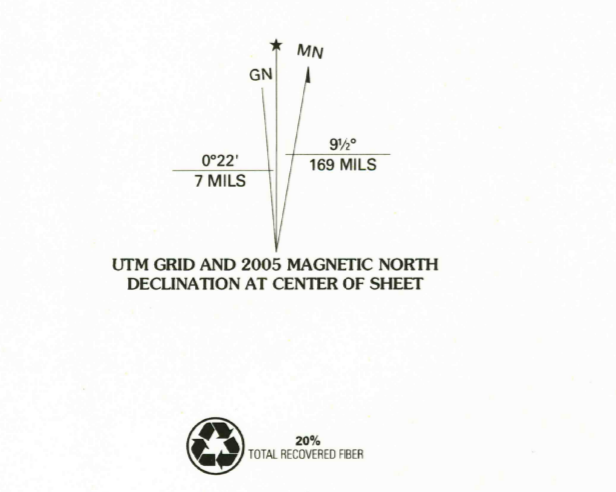 MN
GN
9½°
169 MILS
0°22'
7 MILS
UTM GRID AND 2005 MAGNETIC NORTH
DECLINATION AT CENTER OF SHEET
20%
TOTAL RECOVERED FIBER